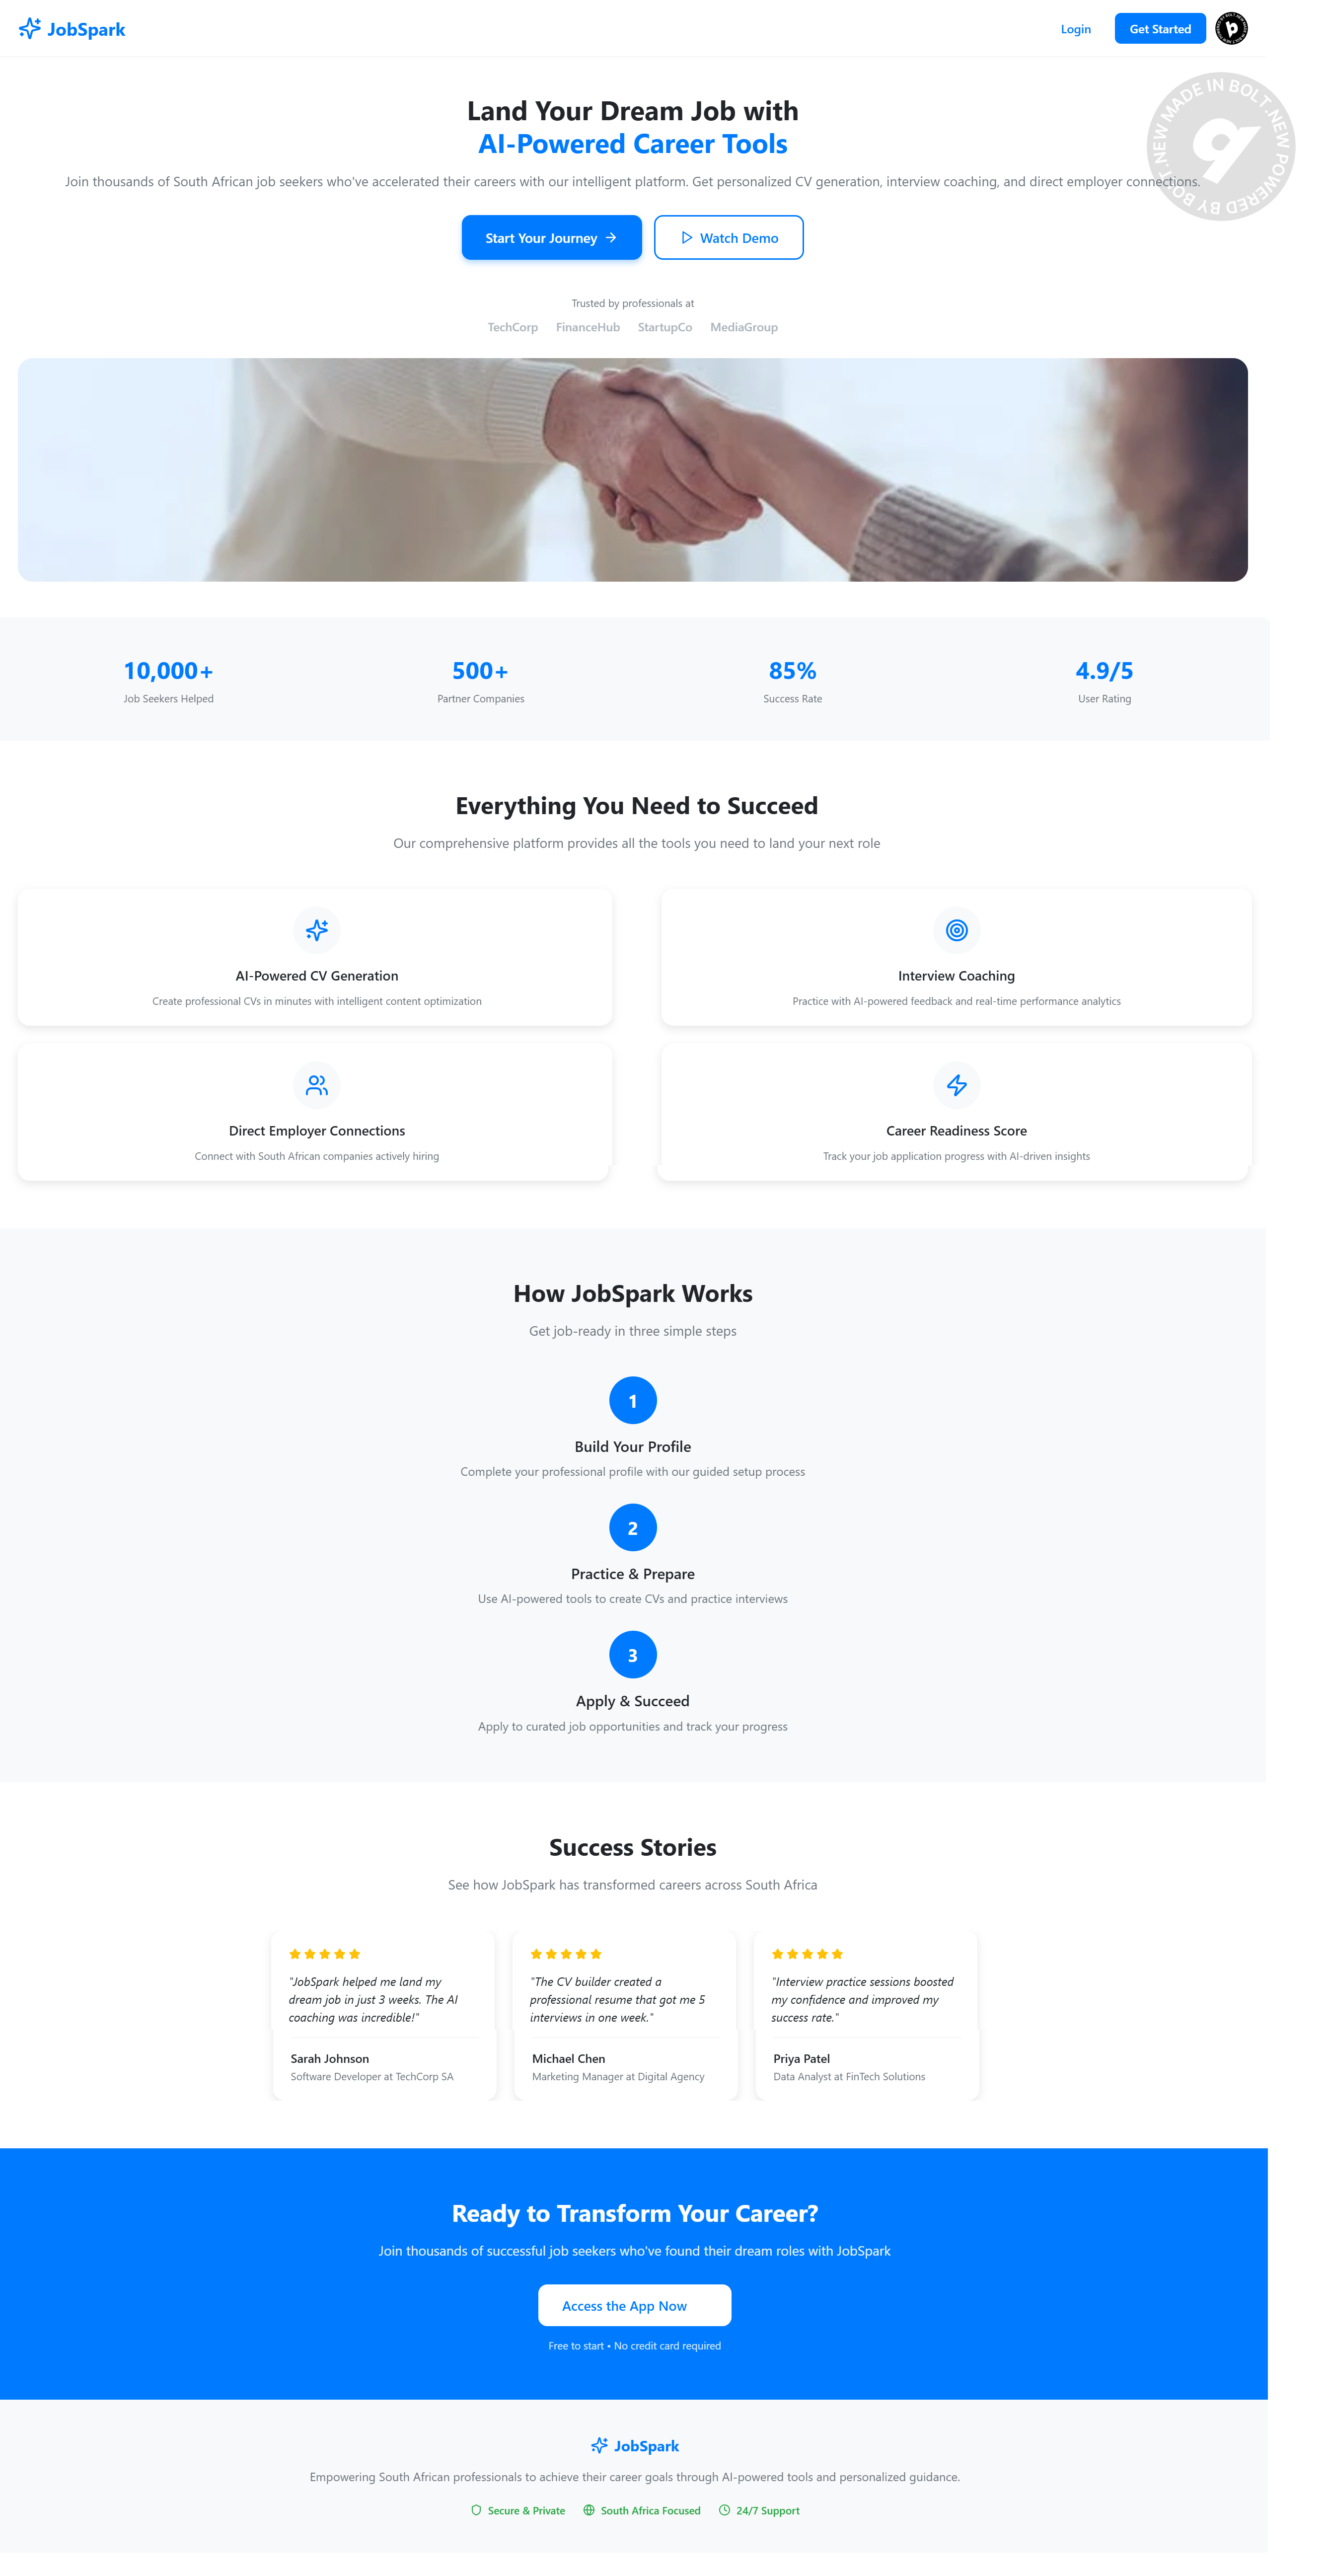 JobSpark
Login
Get Started
MADE IN BOLT.NEW POWERED BY BOLT.NEW
Land Your Dream Job with
AI-Powered Career Tools
Join thousands of South African job seekers who've accelerated their careers with our intelligent platform. Get personalized CV generation, interview coaching, and direct employer connections.
Start Your Journey
Watch Demo
Trusted by professionals at
TechCorp FinanceHub StartupCo MediaGroup
10,000+
Job Seekers Helped
500+
Partner Companies
85%
Success Rate
4.9/5
User Rating
Everything You Need to Succeed
Our comprehensive platform provides all the tools you need to land your next role
AI-Powered CV Generation
Create professional CVs in minutes with intelligent content optimization
Interview Coaching
Practice with AI-powered feedback and real-time performance analytics
Direct Employer Connections
Connect with South African companies actively hiring
Career Readiness Score
Track your job application progress with AI-driven insights
How JobSpark Works
Get job-ready in three simple steps
1
Build Your Profile
Complete your professional profile with our guided setup process
2
Practice & Prepare
Use AI-powered tools to create CVs and practice interviews
3
Apply & Succeed
Apply to curated job opportunities and track your progress
Success Stories
See how JobSpark has transformed careers across South Africa
"JobSpark helped me land my
dream job in just 3 weeks. The AI
coaching was incredible!"
Sarah Johnson
Software Developer at TechCorp SA
"The CV builder created a
professional resume that got me 5
interviews in one week."
Michael Chen
Marketing Manager at Digital Agency
"Interview practice sessions boosted
my confidence and improved my
success rate."
Priya Patel
Data Analyst at FinTech Solutions
Ready to Transform Your Career?
Join thousands of successful job seekers who've found their dream roles with JobSpark
Access the App Now
Free to start • No credit card required
JobSpark
Empowering South African professionals to achieve their career goals through AI-powered tools and personalized guidance.
Secure & Private
South Africa Focused
24/7 Support